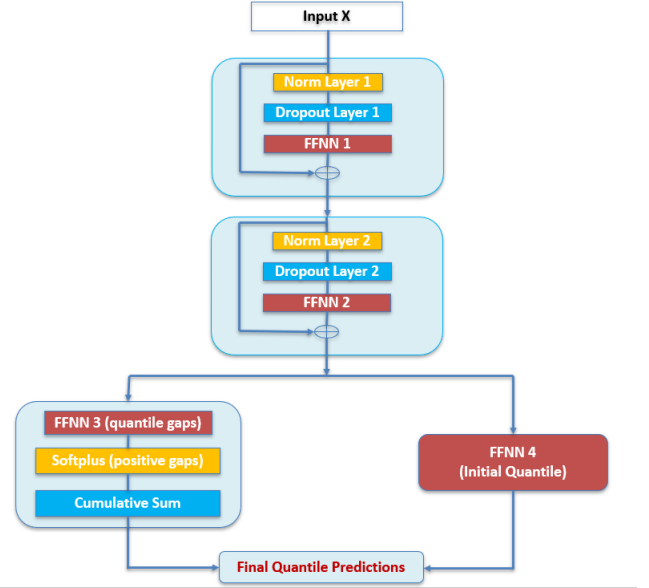 Input X
Norm Layer 1
Dropout Layer 1
FFNN 1
Norm Layer 2
Dropout Layer 2
FFNN 2
FFNN 3 (quantile gaps)
Softplus (positive gaps)
Cumulative Sum
FFNN 4
(Initial Quantile)
Final Quantile Predictions